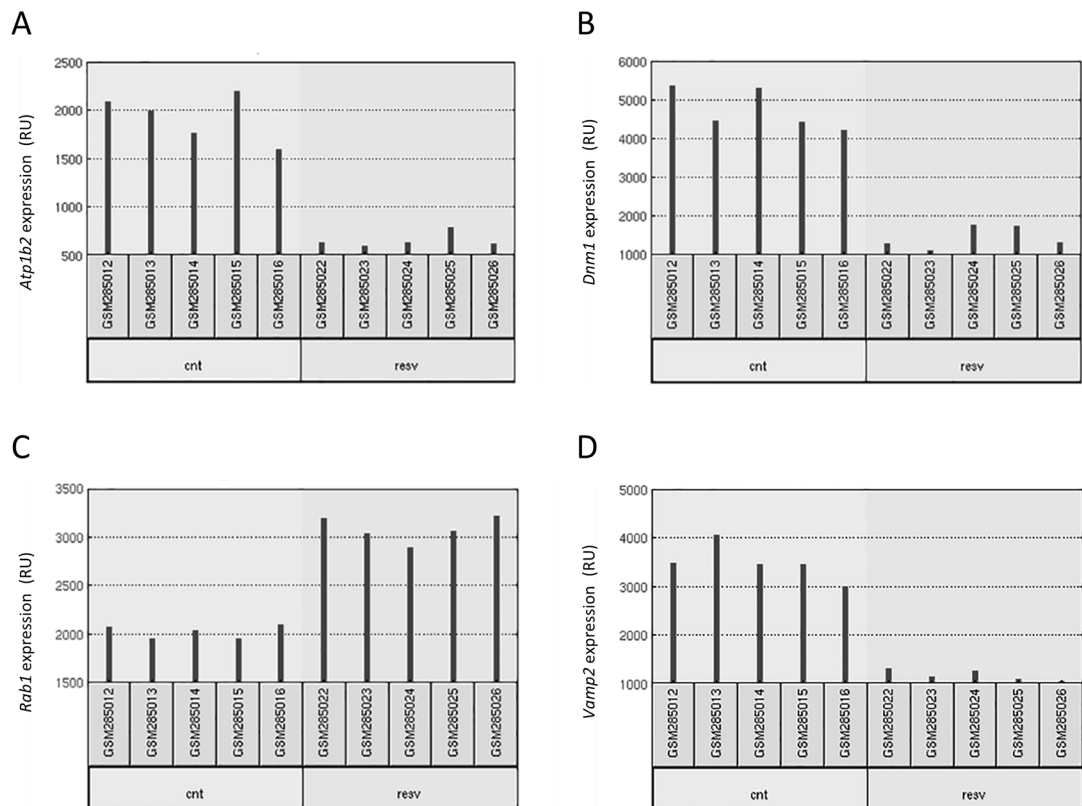 A
Atp1b2 expression (RU)
2500
2000
1500
1000
500
GSM285012
GSM285013
GSM285014
GSM285015
GSM285016
GSM285022
GSM285023
GSM285024
GSM285025
GSM285026
cnt
resv
B
Dnm1 expression (RU)
6000
5000
4000
3000
2000
1000
GSM285012
GSM285013
GSM285014
GSM285015
GSM285016
GSM285022
GSM285023
GSM285024
GSM285025
GSM285026
cnt
resv
C
Rab1 expression (RU)
3500
3000
2500
2000
1500
GSM285012
GSM285013
GSM285014
GSM285015
GSM285016
GSM285022
GSM285023
GSM285024
GSM285025
GSM285026
cnt
resv
D
Vamp2 expression (RU)
5000
4000
3000
2000
1000
GSM285012
GSM285013
GSM285014
GSM285015
GSM285016
GSM285022
GSM285023
GSM285024
GSM285025
GSM285026
cnt
resv